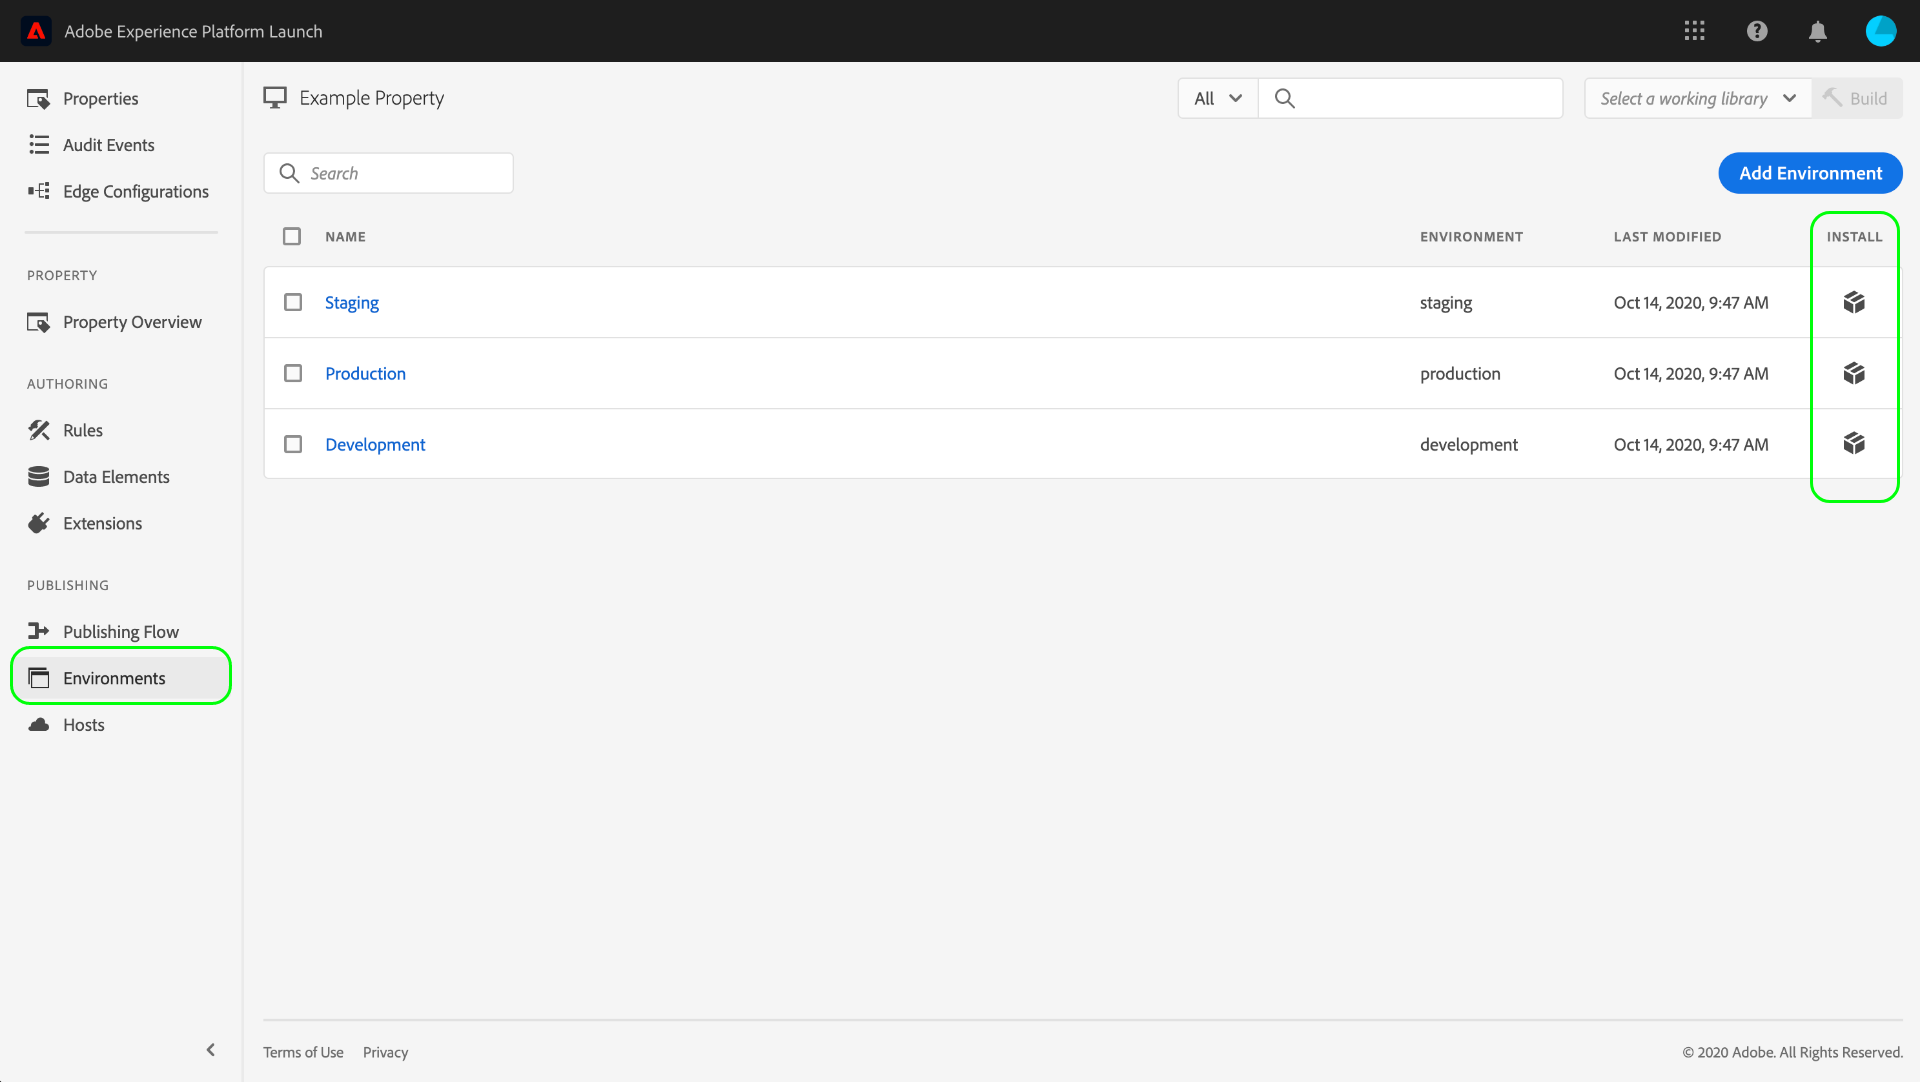 Adobe Experience Platform Launch
Properties
Audit Events
Edge Configurations
PROPERTY
Property Overview
AUTHORING
Rules
Data Elements
Extensions
PUBLISHING
Publishing Flow
Environments
Hosts
Example Property
All
Select a working library
Build
Search
Add Environment
NAME ENVIRONMENT LAST MODIFIED INSTALL
Staging staging Oct 14, 2020, 9:47 AM
Production production Oct 14, 2020, 9:47 AM
Development development Oct 14, 2020, 9:47 AM
Terms of Use Privacy © 2020 Adobe. All Rights Reserved.